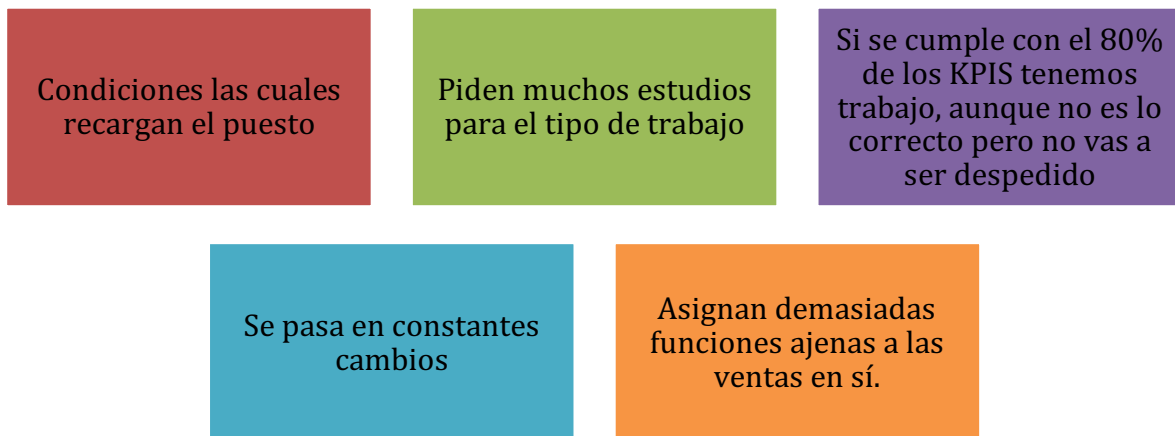 Condiciones las cuales
recargan el puesto
Piden muchos estudios
para el tipo de trabajo
Si se cumple con el 80%
de los KPIS tenemos
trabajo, aunque no es lo
correcto pero no vas a
ser despedido
Se pasa en constantes
cambios
Asignan demasiadas
funciones ajenas a las
ventas en sí.